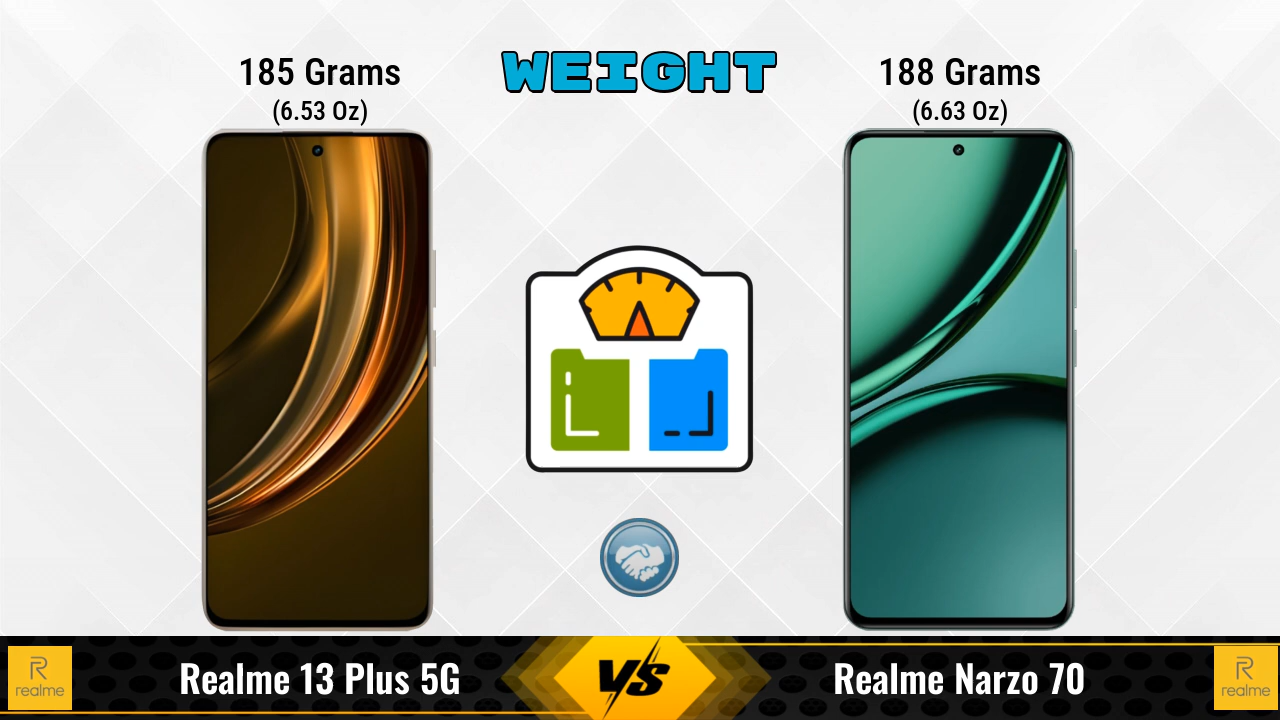 WEIGHT
185 Grams
(6.53 Oz)
188 Grams
(6.63 Oz)
realme
Realme 13 Plus 5G
VS
Realme Narzo 70
realme